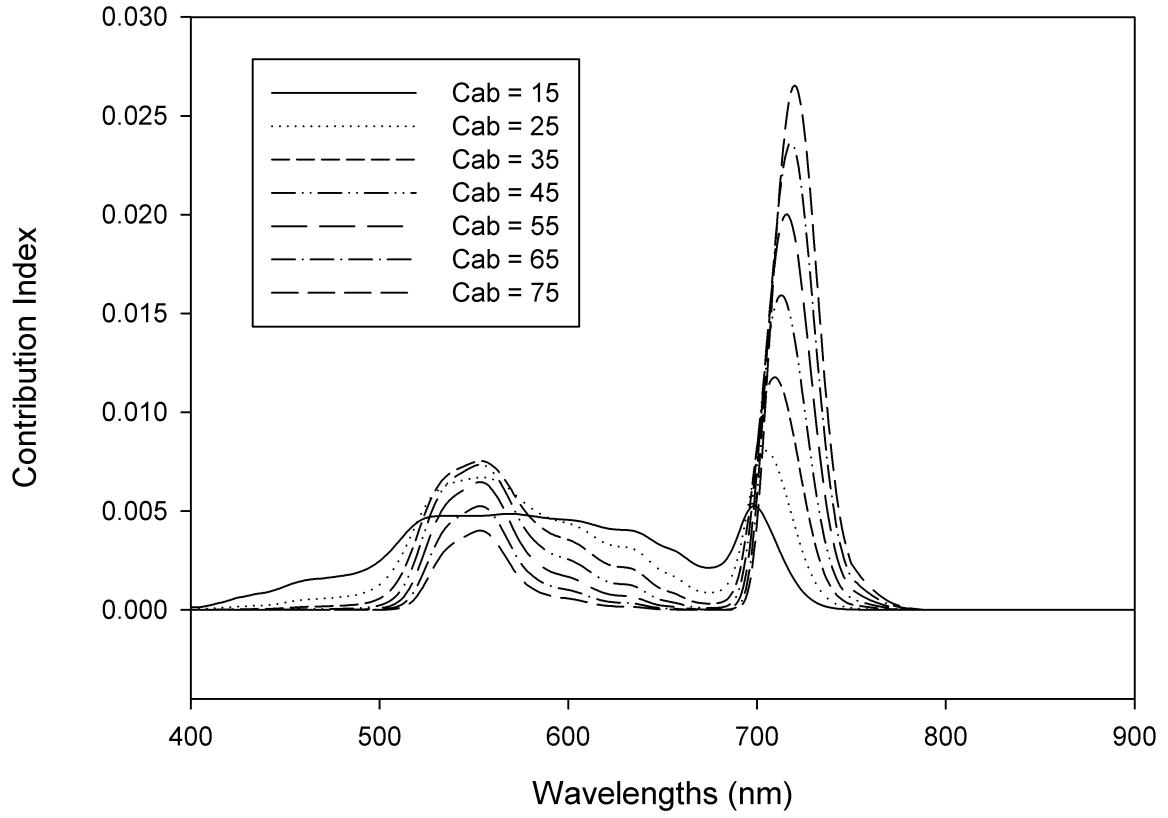 0.030
0.025
0.020
0.015
0.010
0.005
0.000
Contribution Index
Cab = 15
Cab = 25
Cab = 35
Cab = 45
Cab = 55
Cab = 65
Cab = 75
400 500 600 700 800 900
Wavelengths (nm)